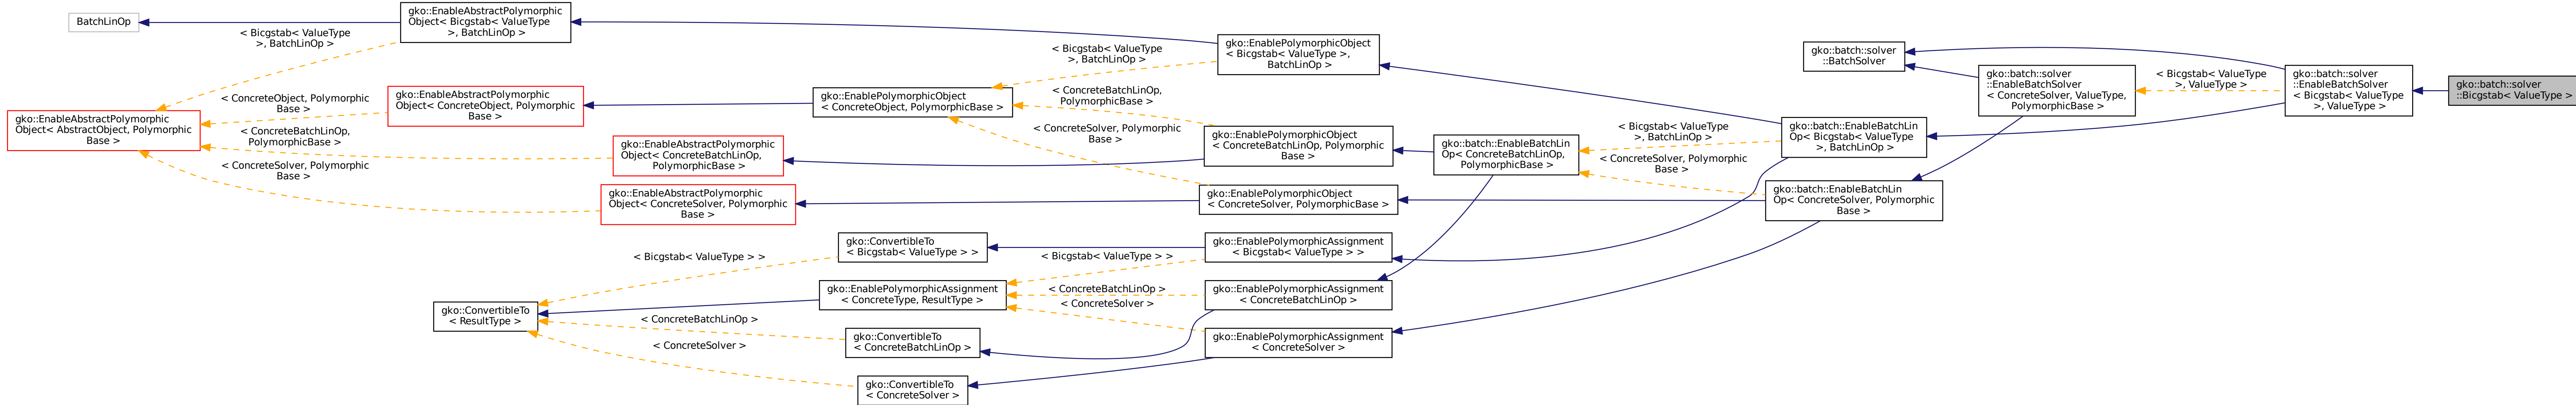 BatchLinOp
gko::EnableAbstractPolymorphic
Object< Bicgstab< ValueType
>, BatchLinOp >
< Bicgstab< ValueType
>, BatchLinOp >
gko::EnableAbstractPolymorphic
Object< AbstractObject, Polymorphic
Base >
< ConcreteObject, Polymorphic
Base >
< ConcreteBatchLinOp,
PolymorphicBase >
< ConcreteSolver, Polymorphic
Base >
gko::EnableAbstractPolymorphic
Object< ConcreteObject, Polymorphic
Base >
gko::EnableAbstractPolymorphic
Object< ConcreteBatchLinOp,
PolymorphicBase >
gko::EnableAbstractPolymorphic
Object< ConcreteSolver, Polymorphic
Base >
gko::EnablePolymorphicObject
< ConcreteObject, PolymorphicBase >
< Bicgstab< ValueType
>, BatchLinOp >
< ConcreteBatchLinOp,
PolymorphicBase >
< ConcreteSolver, Polymorphic
Base >
gko::EnablePolymorphicObject
< Bicgstab< ValueType >,
BatchLinOp >
gko::EnablePolymorphicObject
< ConcreteBatchLinOp, Polymorphic
Base >
gko::EnablePolymorphicObject
< ConcreteSolver, PolymorphicBase >
gko::batch::EnableBatchLin
Op< ConcreteBatchLinOp,
PolymorphicBase >
< Bicgstab< ValueType
>, BatchLinOp >
< ConcreteSolver, Polymorphic
Base >
gko::batch::solver
::BatchSolver
gko::batch::EnableBatchLin
Op< Bicgstab< ValueType
>, BatchLinOp >
gko::batch::EnableBatchLin
Op< ConcreteSolver, Polymorphic
Base >
gko::batch::solver
::EnableBatchSolver
< ConcreteSolver, ValueType,
PolymorphicBase >
< Bicgstab< ValueType
>, ValueType >
gko::batch::solver
::EnableBatchSolver
< Bicgstab< ValueType
>, ValueType >
gko::batch::solver
::Bicgstab< ValueType >
gko::ConvertibleTo
< ResultType >
< Bicgstab< ValueType > >
< ConcreteBatchLinOp >
< ConcreteSolver >
gko::ConvertibleTo
< Bicgstab< ValueType > >
gko::EnablePolymorphicAssignment
< ConcreteType, ResultType >
gko::ConvertibleTo
< ConcreteBatchLinOp >
gko::ConvertibleTo
< ConcreteSolver >
< Bicgstab< ValueType > >
< ConcreteBatchLinOp >
< ConcreteSolver >
gko::EnablePolymorphicAssignment
< Bicgstab< ValueType > >
gko::EnablePolymorphicAssignment
< ConcreteBatchLinOp >
gko::EnablePolymorphicAssignment
< ConcreteSolver >